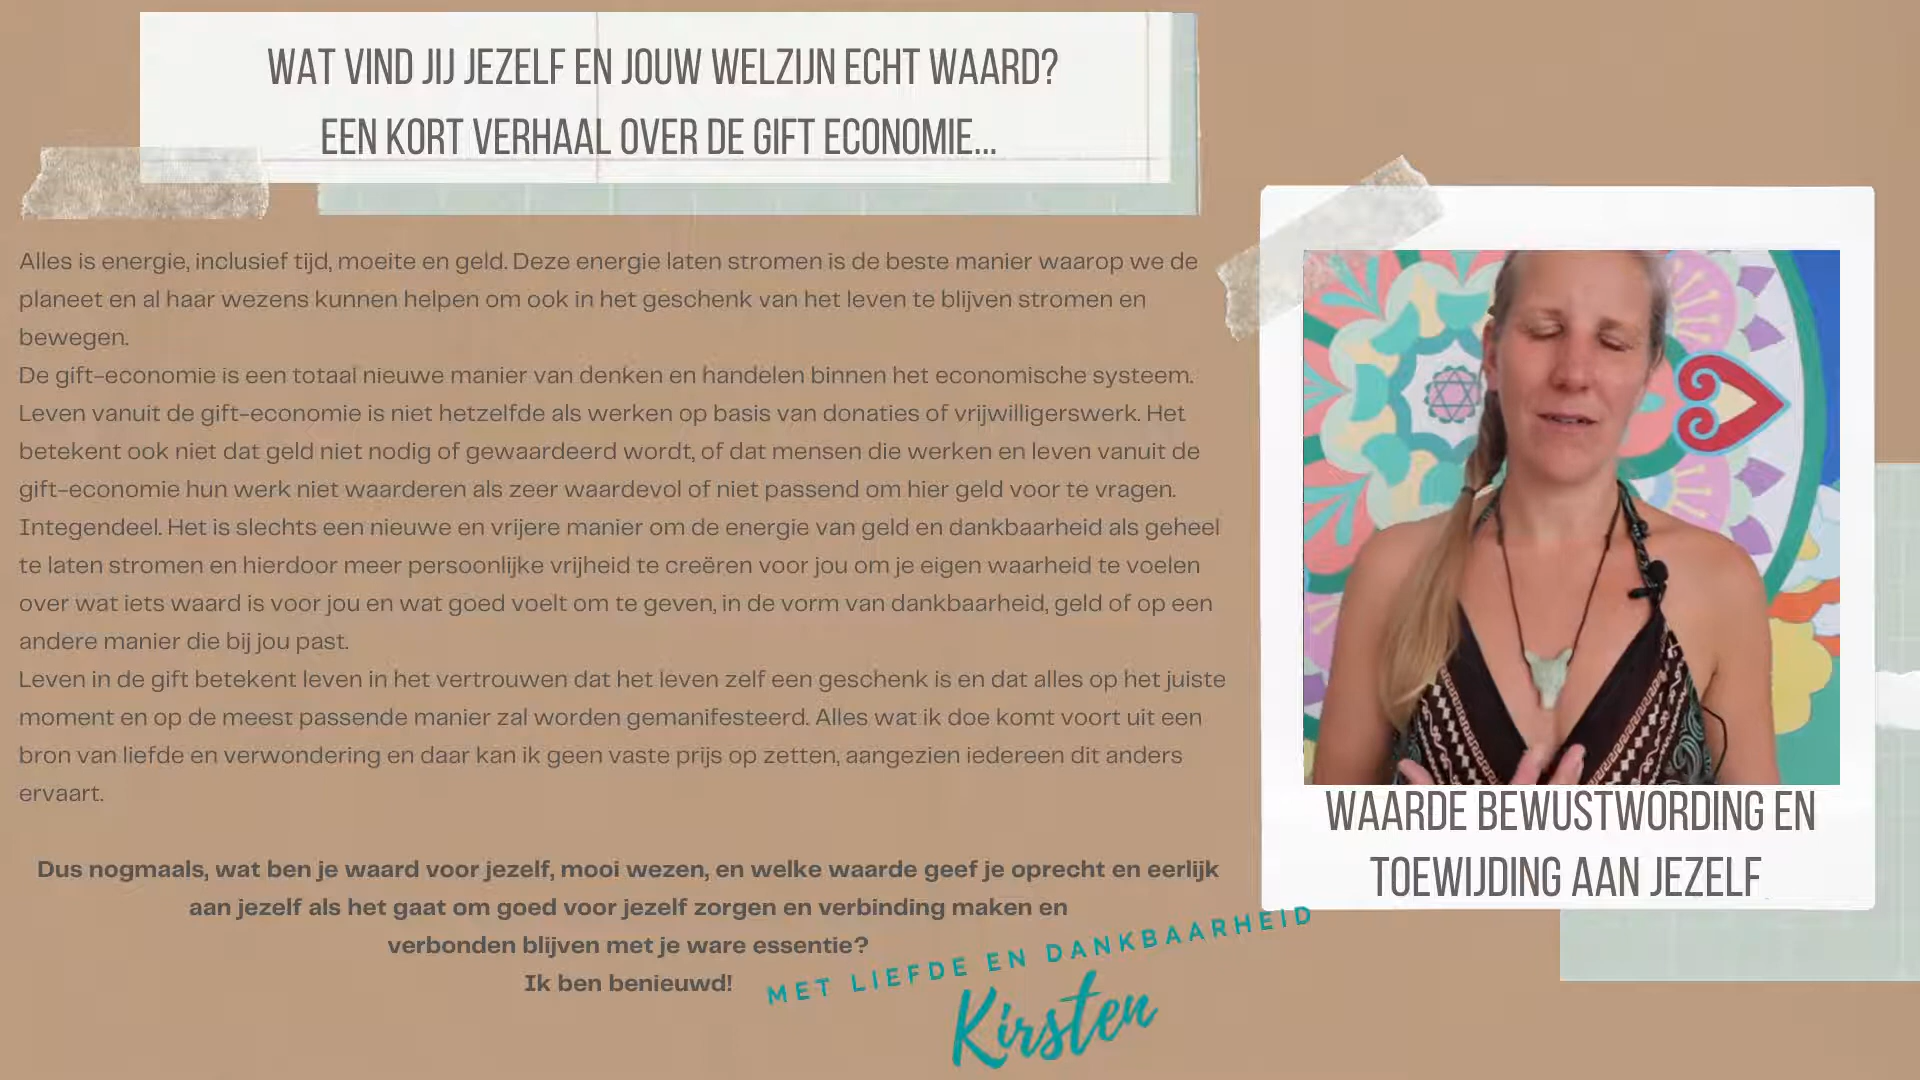 WAT VIND JIJ JEZELF EN JOUW WELZIJN ECHT WAARD?
EEN KORT VERHAAL OVER DE GIFT ECONOMIE...
Alles is energie, inclusief tijd, moeite en geld. Deze energie laten stromen is de beste manier waarop we de
planeet en al haar wezens kunnen helpen om ook in het geschenk van het leven te blijven stromen en
bewegen.
De gift-economie is een totaal nieuwe manier van denken en handelen binnen het economische systeem.
Leven vanuit de gift-economie is niet hetzelfde als werken op basis van donaties of vrijwilligerswerk. Het
betekent ook niet dat geld niet nodig of gewaardeerd wordt, of dat mensen die werken en leven vanuit de
gift-economie hun werk niet waarderen als zeer waardevol of niet passend om hier geld voor te vragen.
Integendeel. Het is slechts een nieuwe en vrijere manier om de energie van geld en dankbaarheid als geheel
te laten stromen en hierdoor meer persoonlijke vrijheid te creëren voor jou om je eigen waarheid te voelen
over wat iets waard is voor jou en wat goed voelt om te geven, in de vorm van dankbaarheid, geld of op een
andere manier die bij jou past.
Leven in de gift betekent leven in het vertrouwen dat het leven zelf een geschenk is en dat alles op het juiste
moment en op de meest passende manier zal worden gemanifesteerd. Alles wat ik doe komt voort uit een
bron van liefde en verwondering en daar kan ik geen vaste prijs op zetten, aangezien iedereen dit anders
ervaart.
Dus nogmaals, wat ben je waard voor jezelf, mooi wezen, en welke waarde geef je oprecht en eerlijk
aan jezelf als het gaat om goed voor jezelf zorgen en verbinding maken en
verbonden blijven met je ware essentie?
Ik ben benieuwd!
MET LIEFDE EN DANKBAARHEID
Kirsten
WAARDE BEWUSTWORDING EN
TOEWIJDING AAN JEZELF